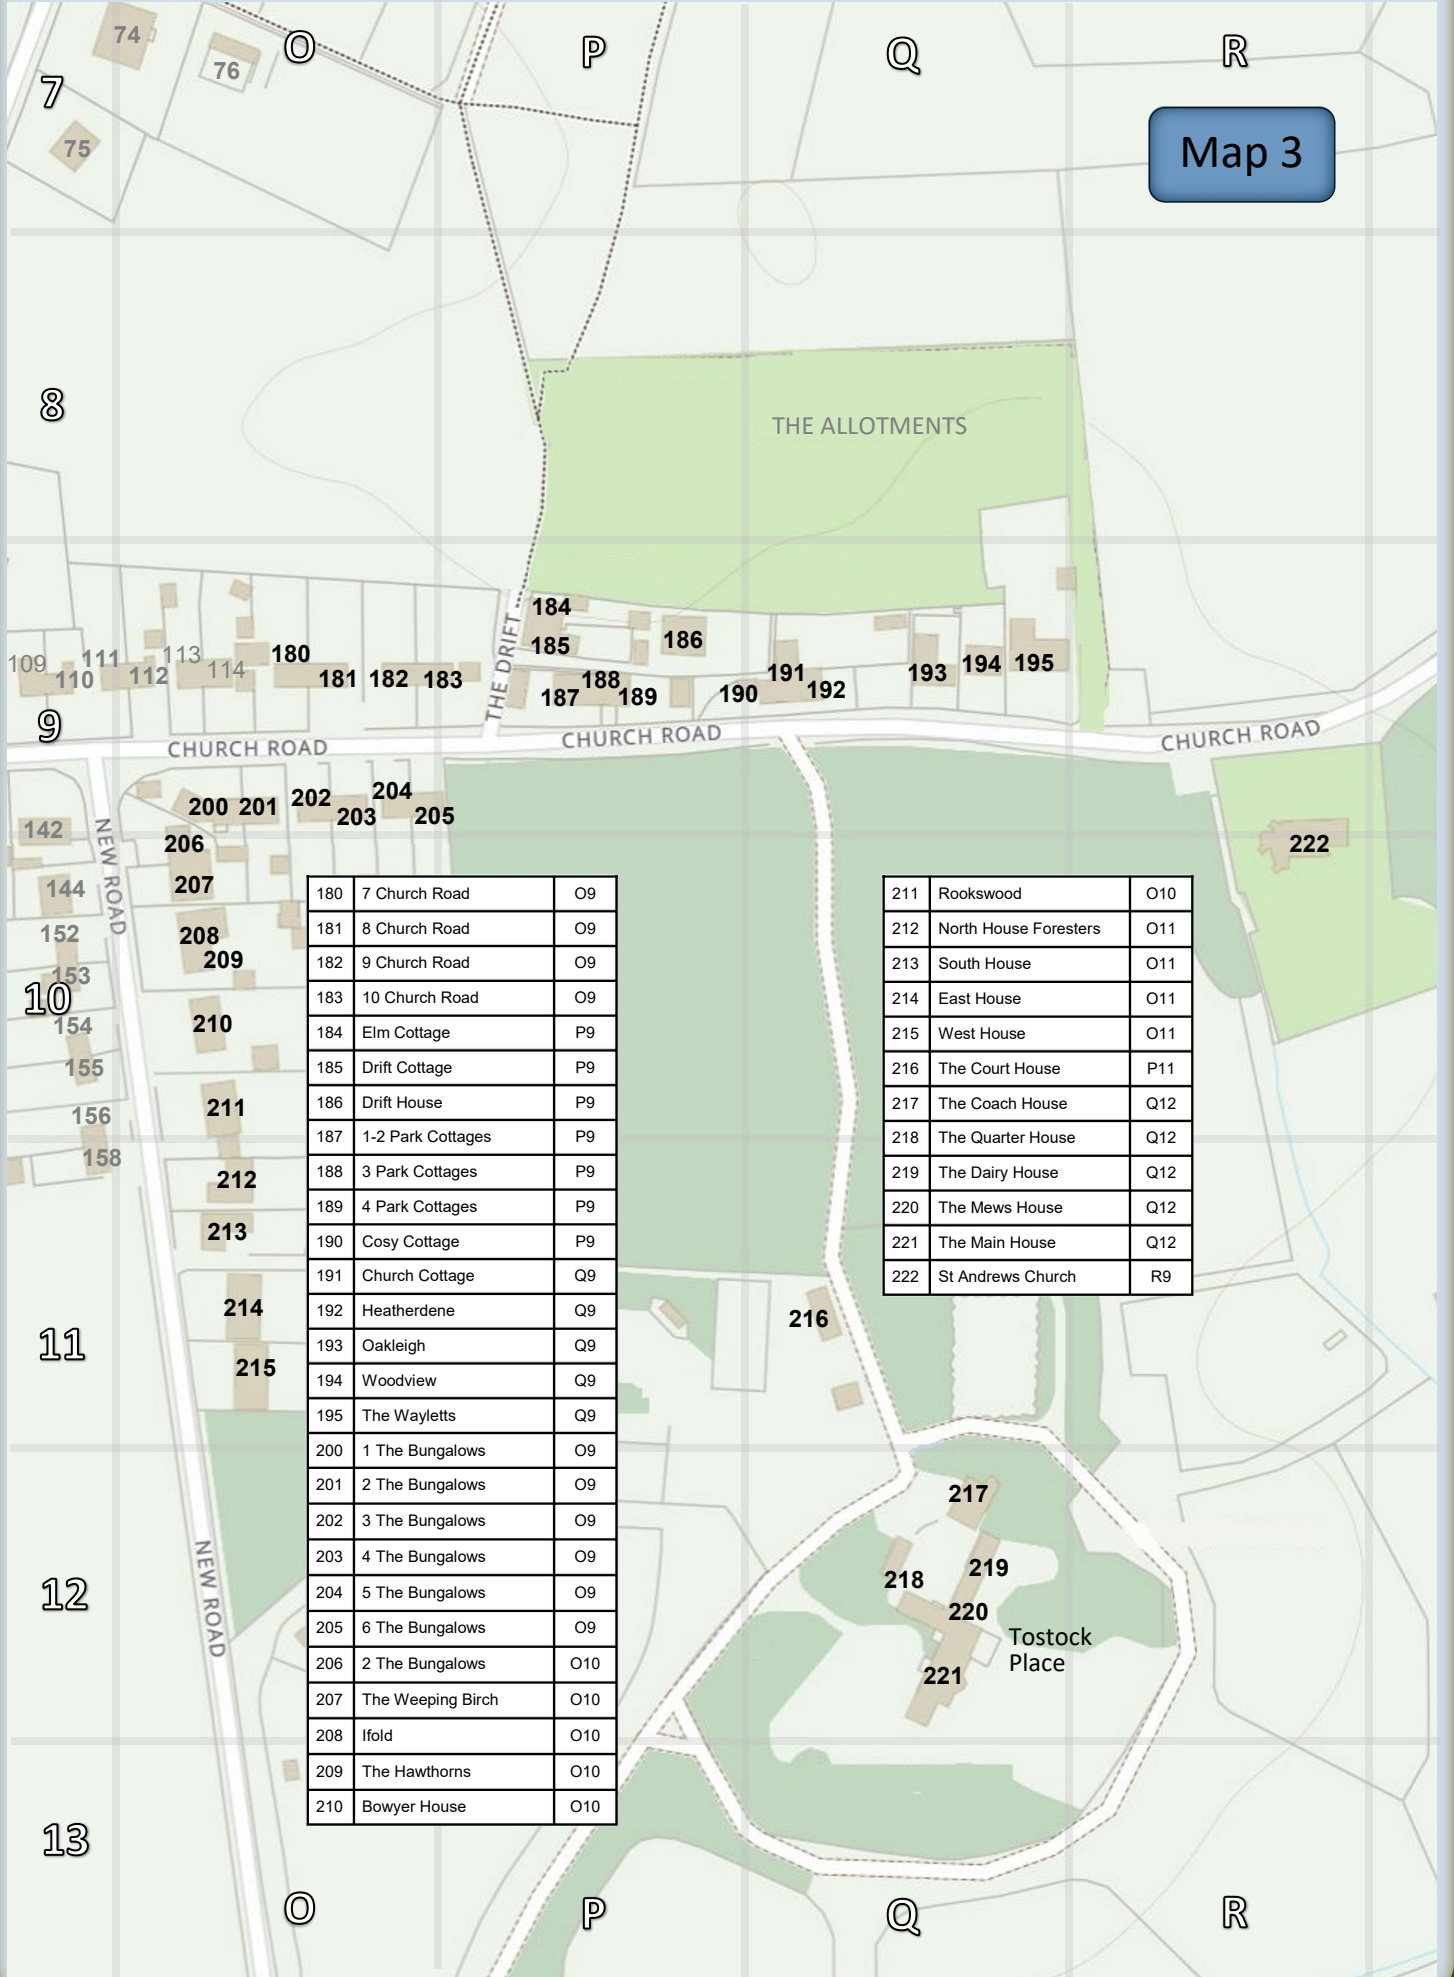 O P Q R
7
Map 3
74
76
75
8
THE ALLOTMENTS
184
185
186
THE DRIFT
109
110
111
112
113
114
180
181
182
183
187
188
189
190
191
192
193
194
195
9
CHURCH ROAD
CHURCH ROAD
CHURCH ROAD
200
201
202
203
204
205
142
NEW ROAD
206
207
222
144
152
153
208
209
10
154
155
210
156
158
211
212
213
214
11
215
216
180 7 Church Road O9
181 8 Church Road O9
182 9 Church Road O9
183 10 Church Road O9
184 Elm Cottage P9
185 Drift Cottage P9
186 Drift House P9
187 1-2 Park Cottages P9
188 3 Park Cottages P9
189 4 Park Cottages P9
190 Cosy Cottage P9
191 Church Cottage Q9
192 Heatherdene Q9
193 Oakleigh Q9
194 Woodview Q9
195 The Wayletts Q9
200 1 The Bungalows O9
201 2 The Bungalows O9
202 3 The Bungalows O9
203 4 The Bungalows O9
204 5 The Bungalows O9
205 6 The Bungalows O9
206 2 The Bungalows O10
207 The Weeping Birch O10
208 Ifold O10
209 The Hawthorns O10
210 Bowyer House O10
211 Rookswood O10
212 North House Foresters O11
213 South House O11
214 East House O11
215 West House O11
216 The Court House P11
217 The Coach House Q12
218 The Quarter House Q12
219 The Dairy House Q12
220 The Mews House Q12
221 The Main House Q12
222 St Andrews Church R9
217
218
219
12
NEW ROAD
220
Tostock
Place
221
13
O P Q R